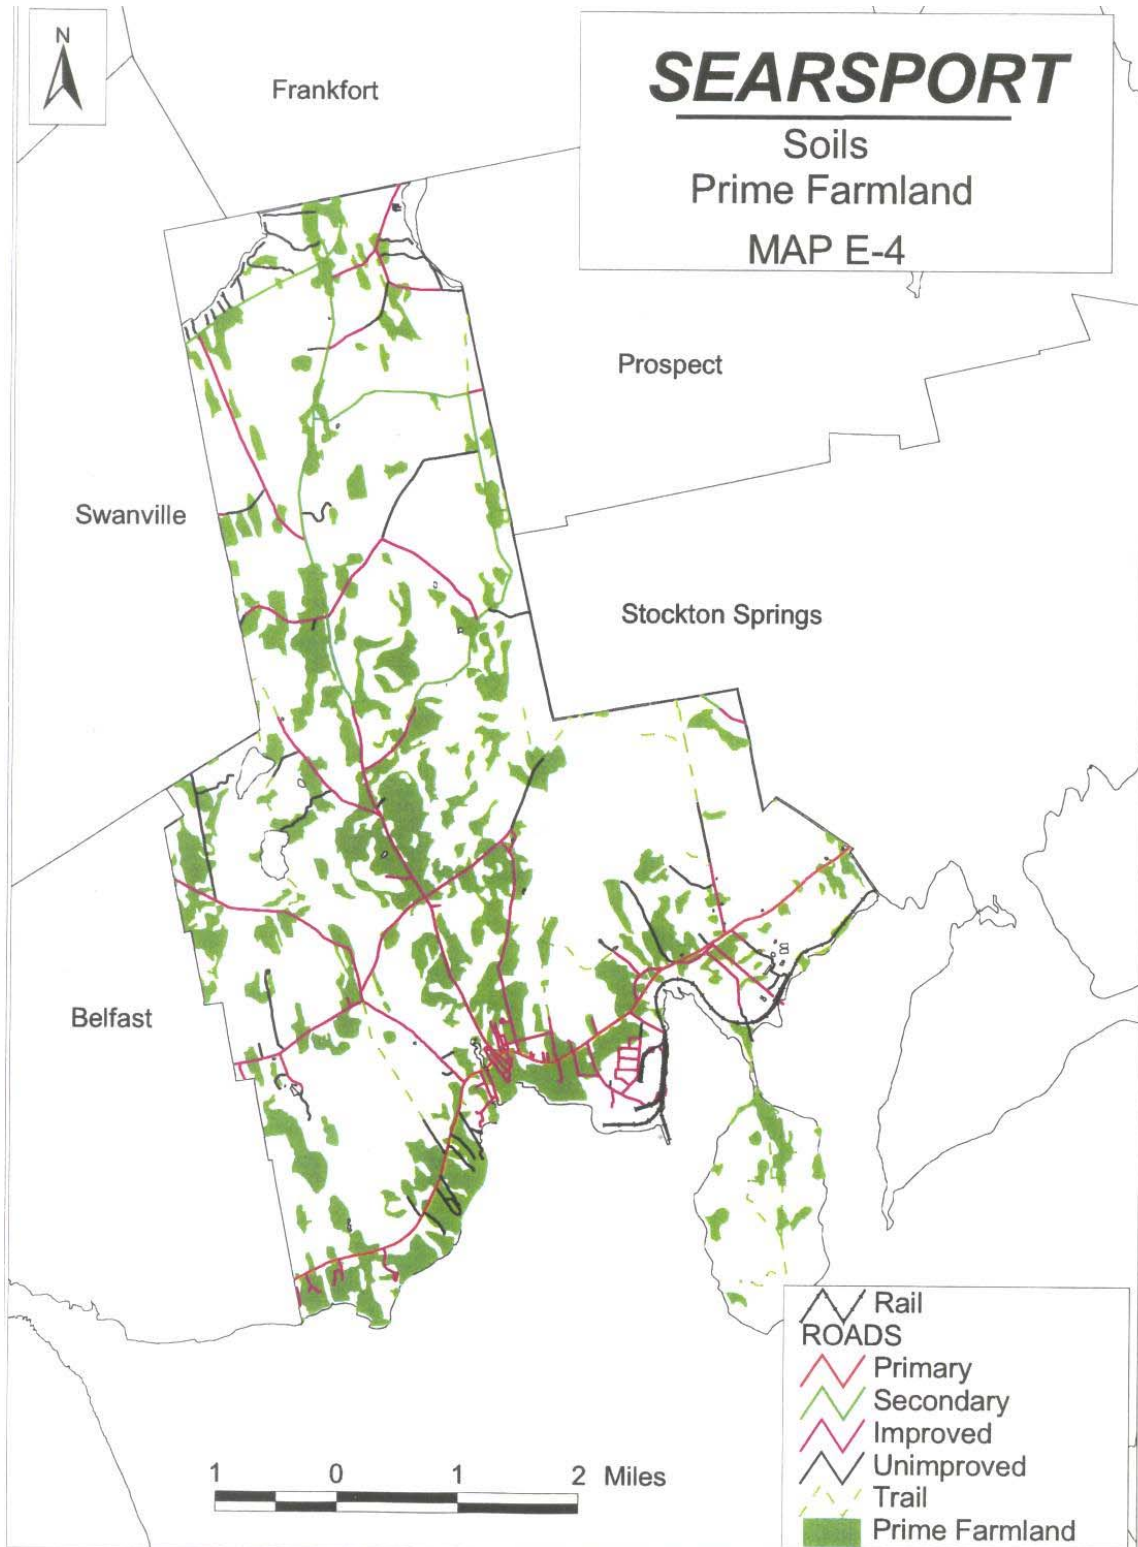 N
Frankfort
SEARSPORT
Soils
Prime Farmland
MAP E-4
Prospect
Swanville
Stockton Springs
Belfast
Rail
ROADS
Primary
Secondary
Improved
Unimproved
Trail
Prime Farmland
1 0 1 2 Miles